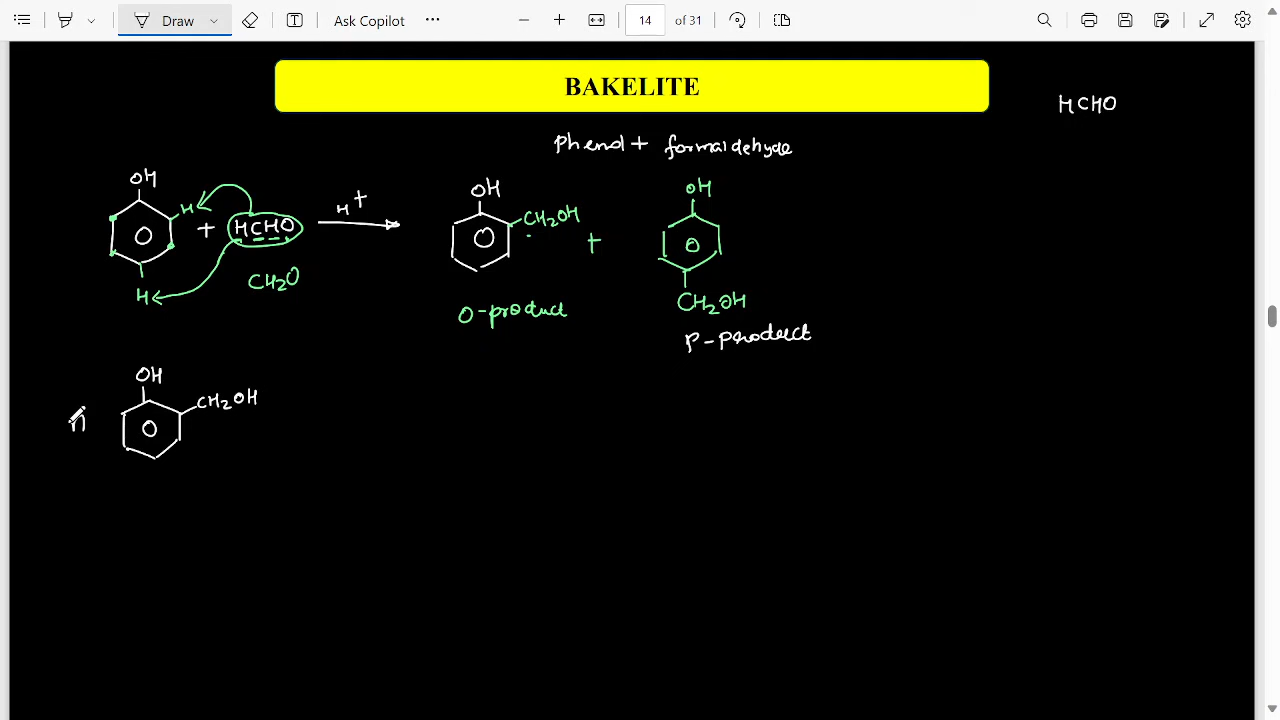 Draw
Ask Copilot
14 of 31
BAKELITE
HCHO
Phenol + formaldehyde
OH
H
+ HCHO
H+
H
CH2O
OH
CH2OH
O-product
+
OH
CH2OH
P-product
n
OH
CH2OH